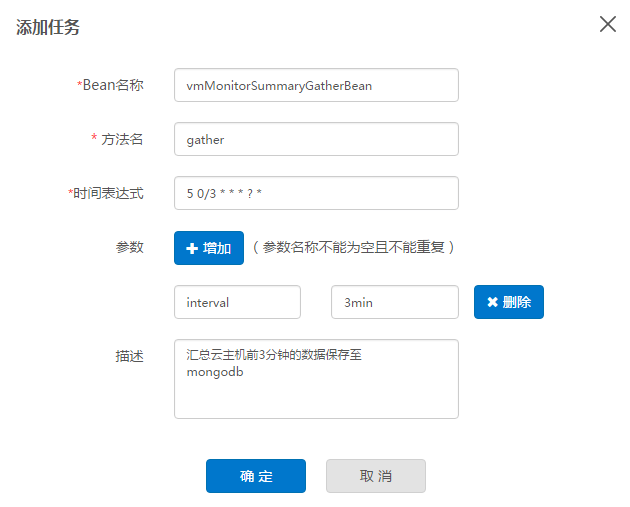 添加任务
*Bean名称 vmMonitorSummaryGatherBean
* 方法名 gather
*时间表达式 5 0/3 * * * ? *
参数 增加 （参数名称不能为空且不能重复）
interval 3min 删除
描述 汇总云主机前3分钟的数据保存至
mongodb
确 定 取 消